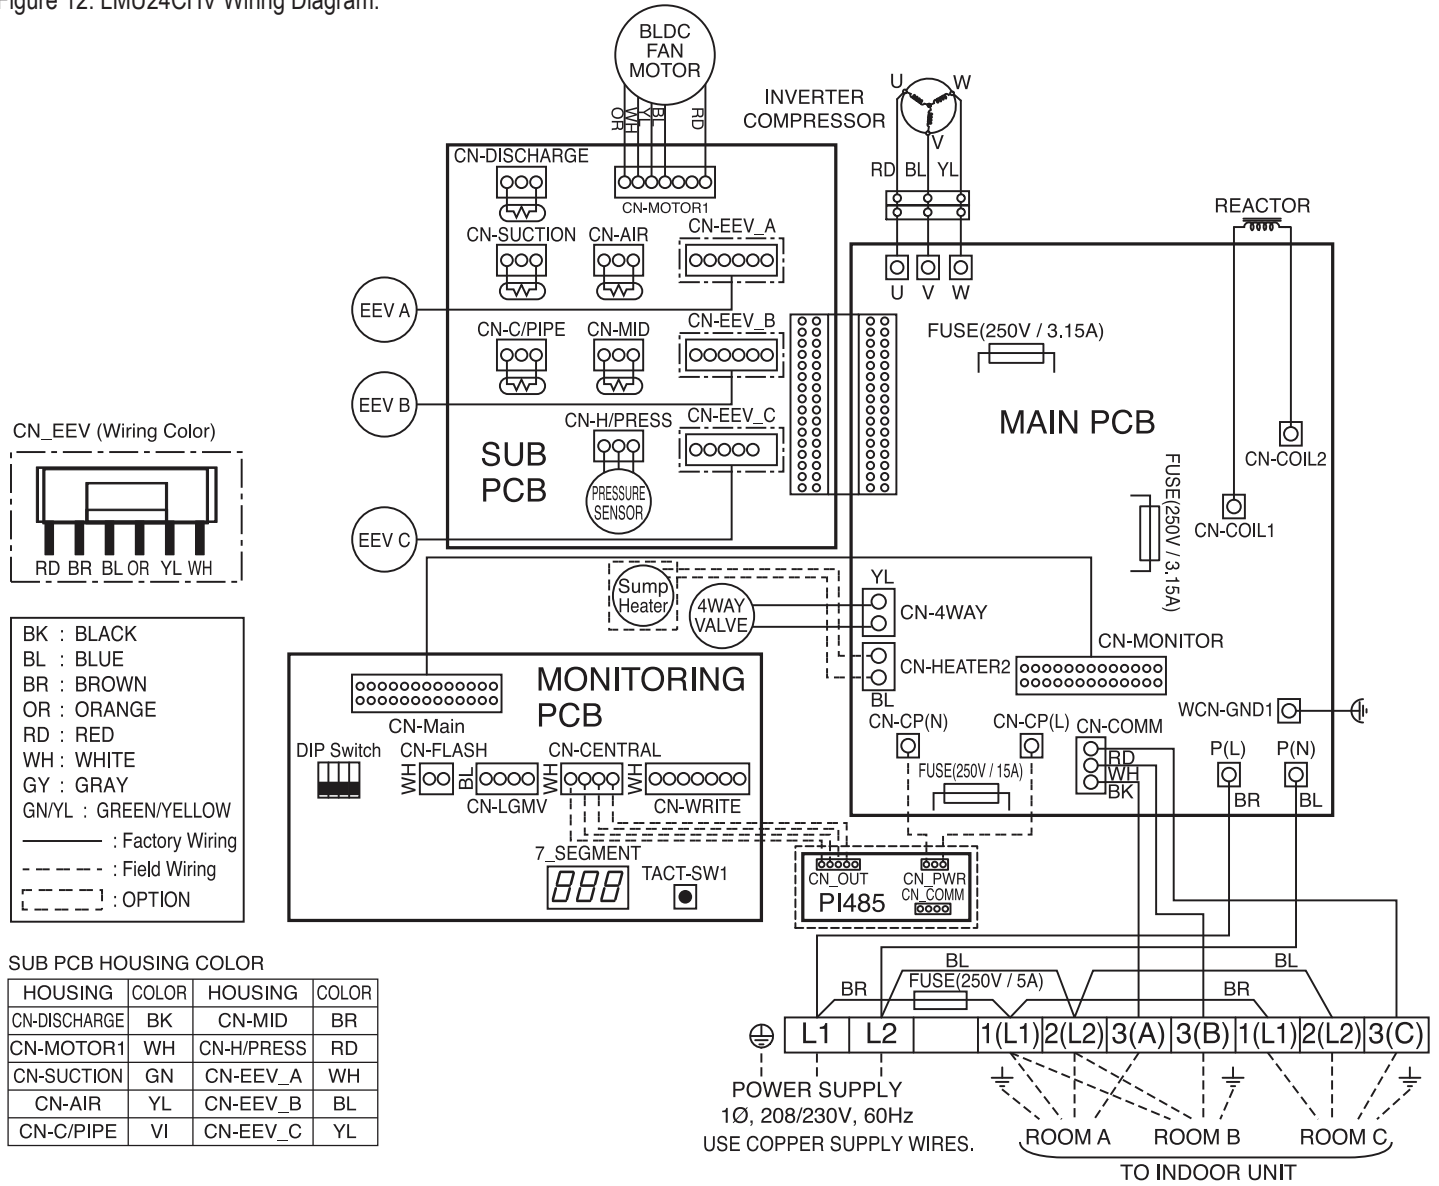 Figure 12: LMU24CHV Wiring Diagram.
BLDC
FAN
MOTOR
OR
WH
YL
BL
RD
INVERTER
COMPRESSOR
U
W
V
RD
BL
YL
REACTOR
CN-DISCHARGE
CN-MOTOR1
CN-SUCTION
CN-AIR
CN-EEV_A
EEV A
CN-C/PIPE
CN-MID
CN-EEV_B
EEV B
CN-H/PRESS
CN-EEV_C
SUB
PCB
PRESSURE
SENSOR
EEV C
U
V
W
FUSE(250V / 3.15A)
MAIN PCB
CN-COIL2
CN-COIL1
FUSE(250V / 3.15A)
CN_EEV (Wiring Color)
RD BR BL OR YL WH
BK : BLACK
BL : BLUE
BR : BROWN
OR : ORANGE
RD : RED
WH : WHITE
GY : GRAY
GN/YL : GREEN/YELLOW
: Factory Wiring
: Field Wiring
: OPTION
Sump
Heater
4WAY
VALVE
YL
CN-4WAY
CN-HEATER2
BL
CN-MONITOR
WCN-GND1
CN-CP(N)
CN-CP(L)
CN-COMM
RD
WH
BK
P(L)
P(N)
BR
BL
FUSE(250V / 15A)
MONITORING
PCB
CN-Main
DIP Switch
CN-FLASH
WH
BL
CN-LGMV
CN-CENTRAL
WH
WH
CN-WRITE
7_SEGMENT
888
TACT-SW1
CN_OUT
CN_PWR
CN_COMM
PI485
SUB PCB HOUSING COLOR
HOUSING COLOR HOUSING COLOR
CN-DISCHARGE BK CN-MID BR
CN-MOTOR1 WH CN-H/PRESS RD
CN-SUCTION GN CN-EEV_A WH
CN-AIR YL CN-EEV_B BL
CN-C/PIPE VI CN-EEV_C YL
BR
BL
FUSE(250V / 5A)
BR
BL
L1 L2 1(L1) 2(L2) 3(A) 3(B) 1(L1) 2(L2) 3(C)
POWER SUPPLY
1Ø, 208/230V, 60Hz
USE COPPER SUPPLY WIRES.
ROOM A ROOM B ROOM C
TO INDOOR UNIT